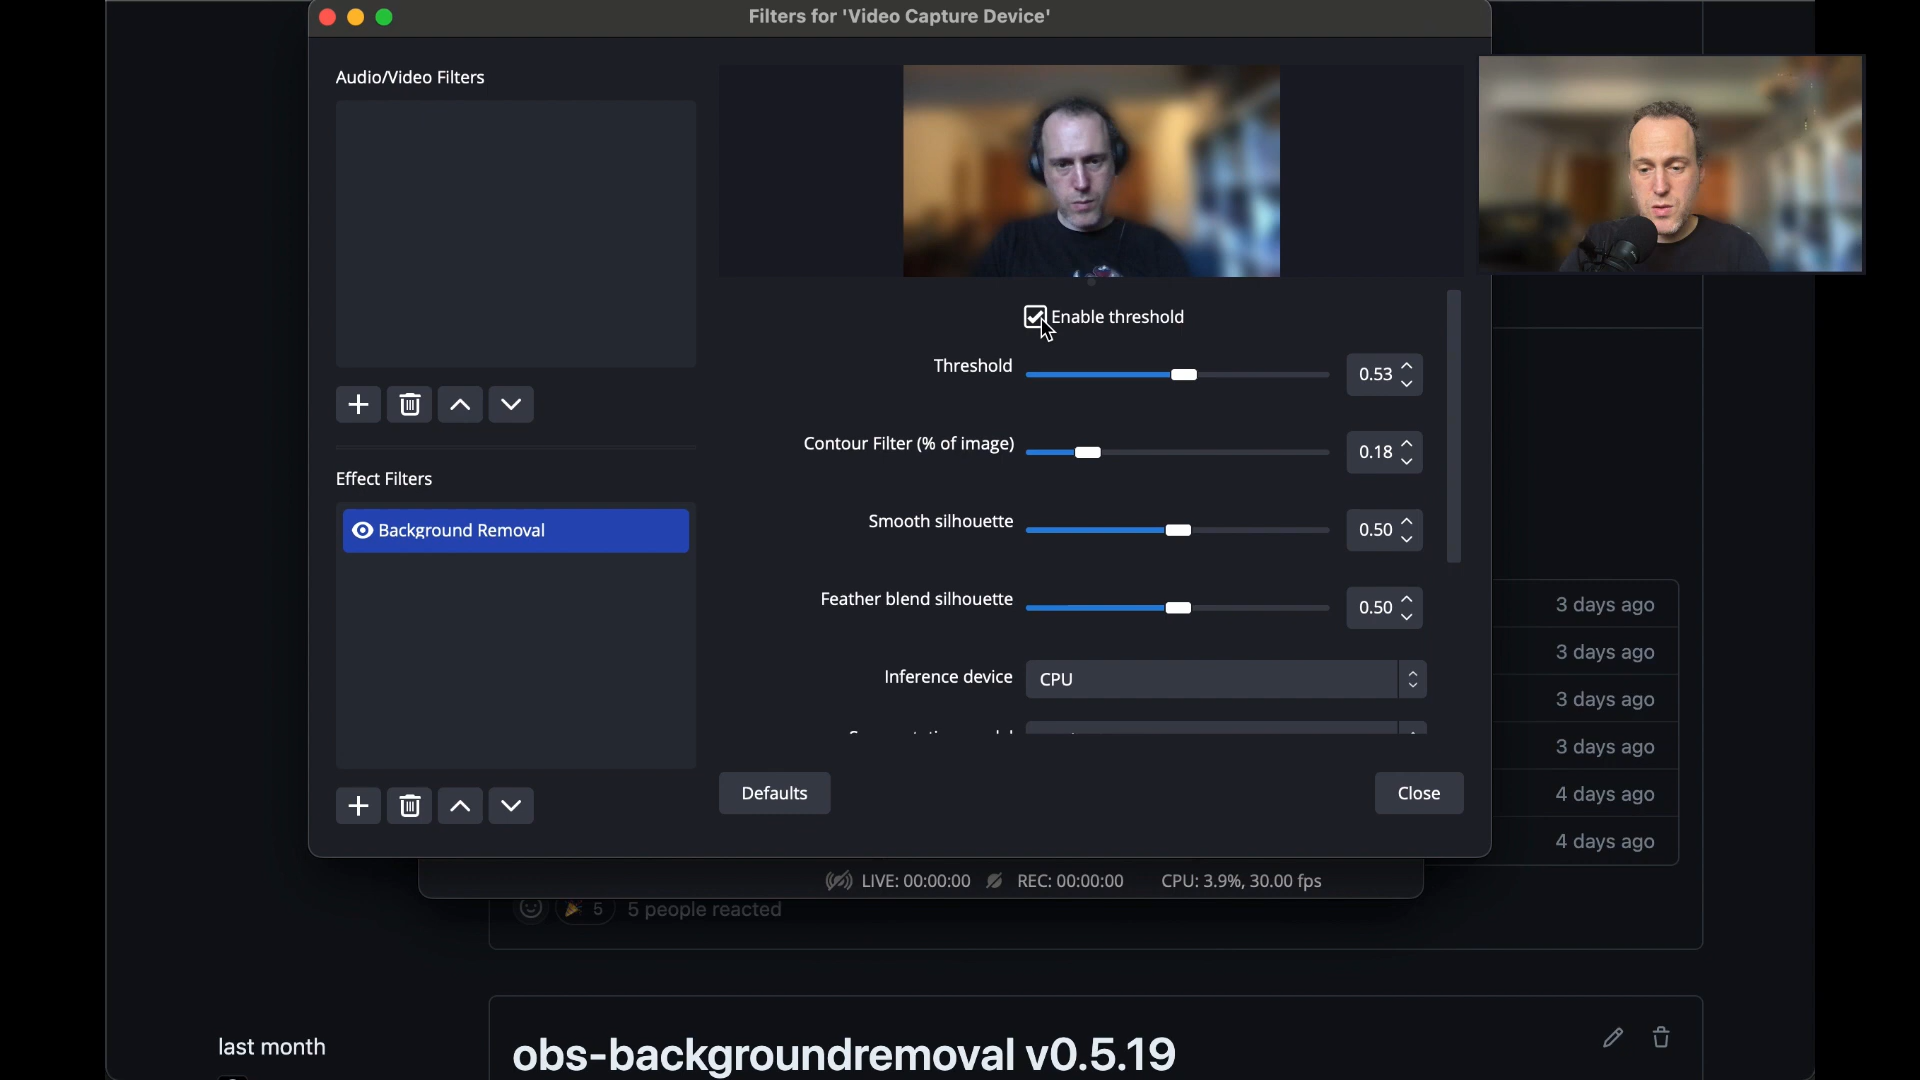 Filters for 'Video Capture Device'
Audio/Video Filters
Enable threshold
Threshold
0.53
Contour Filter (% of image)
0.18
Effect Filters
Background Removal
Smooth silhouette
0.50
Feather blend silhouette
0.50
Inference device
CPU
Defaults
Close
3 days ago
3 days ago
3 days ago
3 days ago
4 days ago
4 days ago
LIVE: 00:00:00
REC: 00:00:00
CPU: 3.9%, 30.00 fps
5
5 people reacted
last month
obs-backgroundremoval v0.5.19